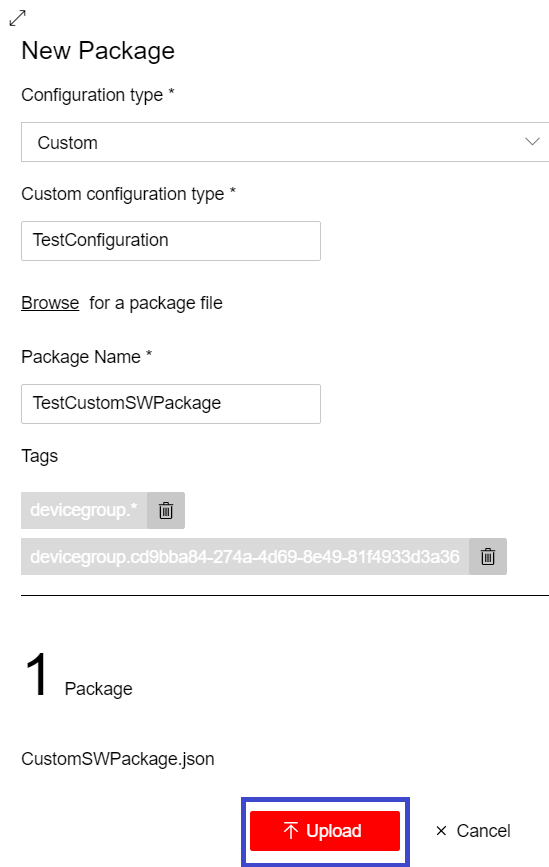 New Package
Configuration type *
Custom
Custom configuration type *
TestConfiguration
Browse for a package file
Package Name *
TestCustomSWPackage
Tags
devicegroup.*
devicegroup.cd9bba84-274a-4d69-8e49-81f4933d3a36
1 Package
CustomSWPackage.json
Upload
Cancel